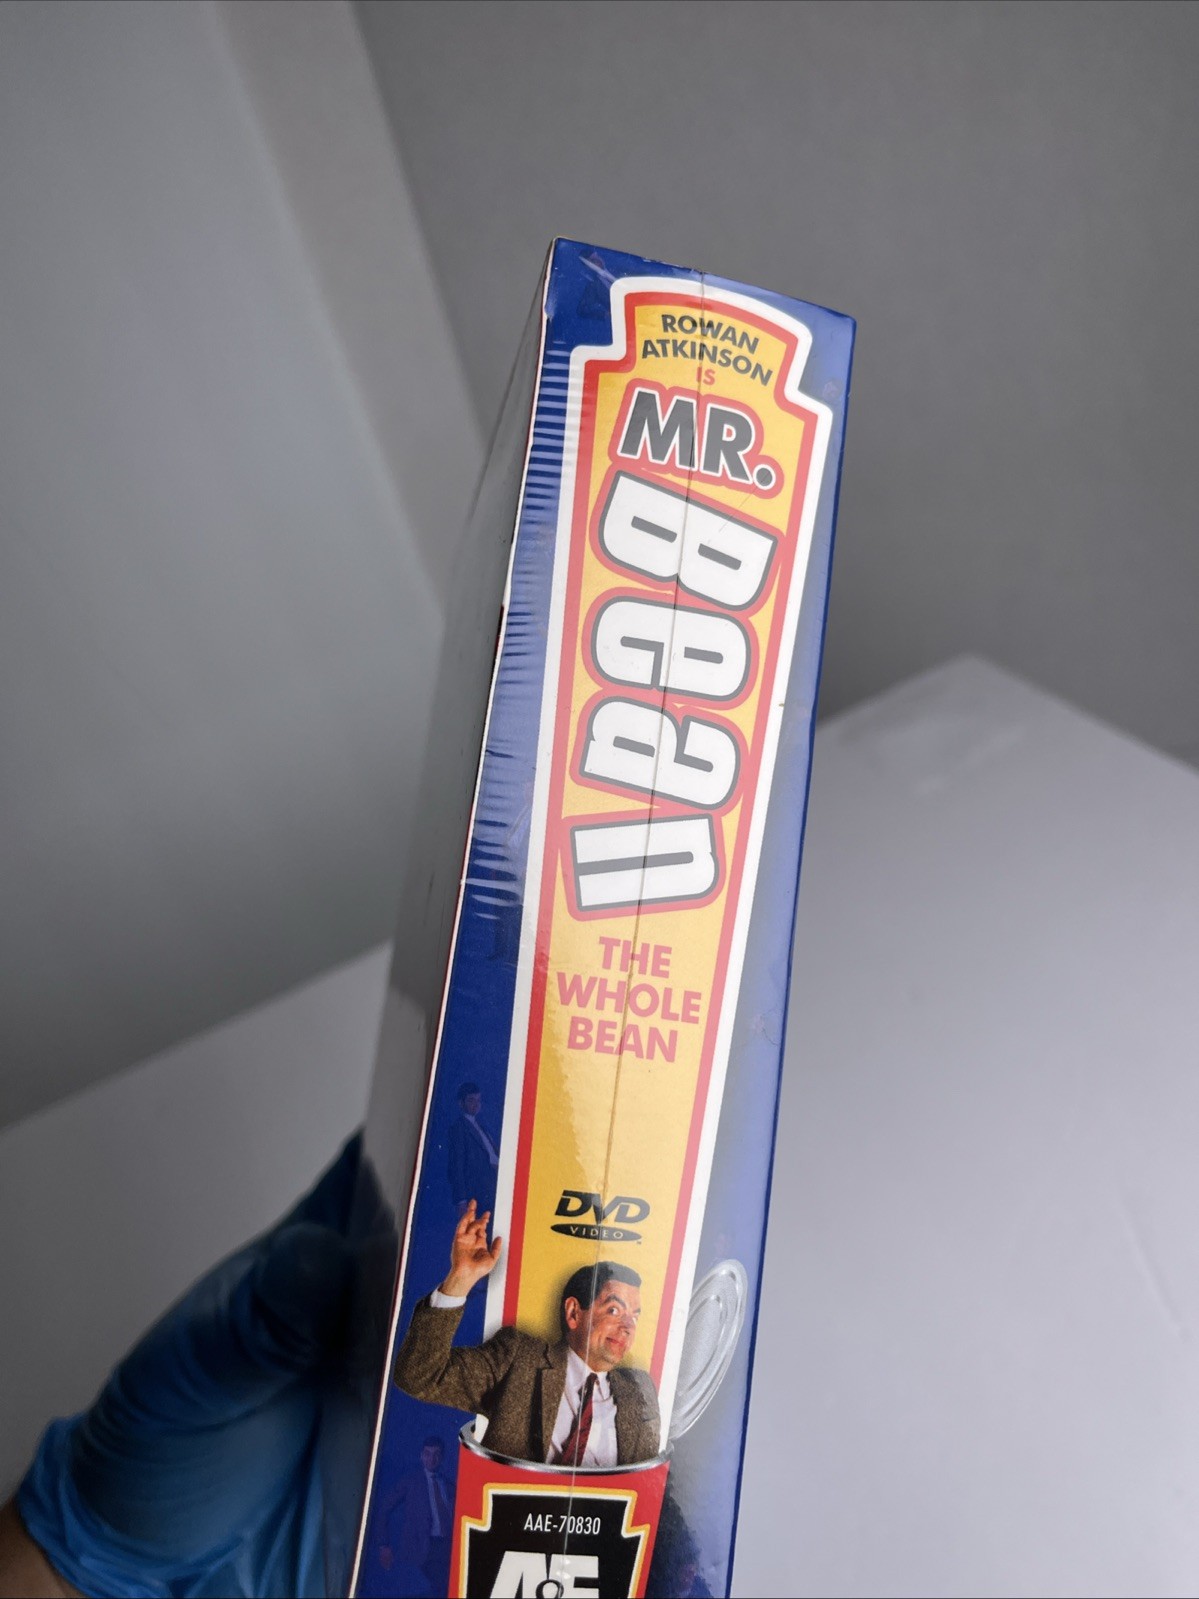 ROWAN
ATKINSON
IS
MR.
Bean
THE
WHOLE
BEAN
DVD
VIDEO
AAE-70830
A&E